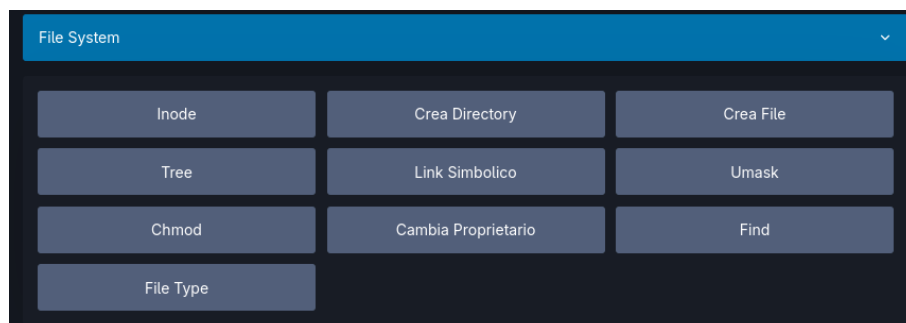 File System
Inode
Crea Directory
Crea File
Tree
Link Simbolico
Umask
Chmod
Cambia Proprietario
Find
File Type